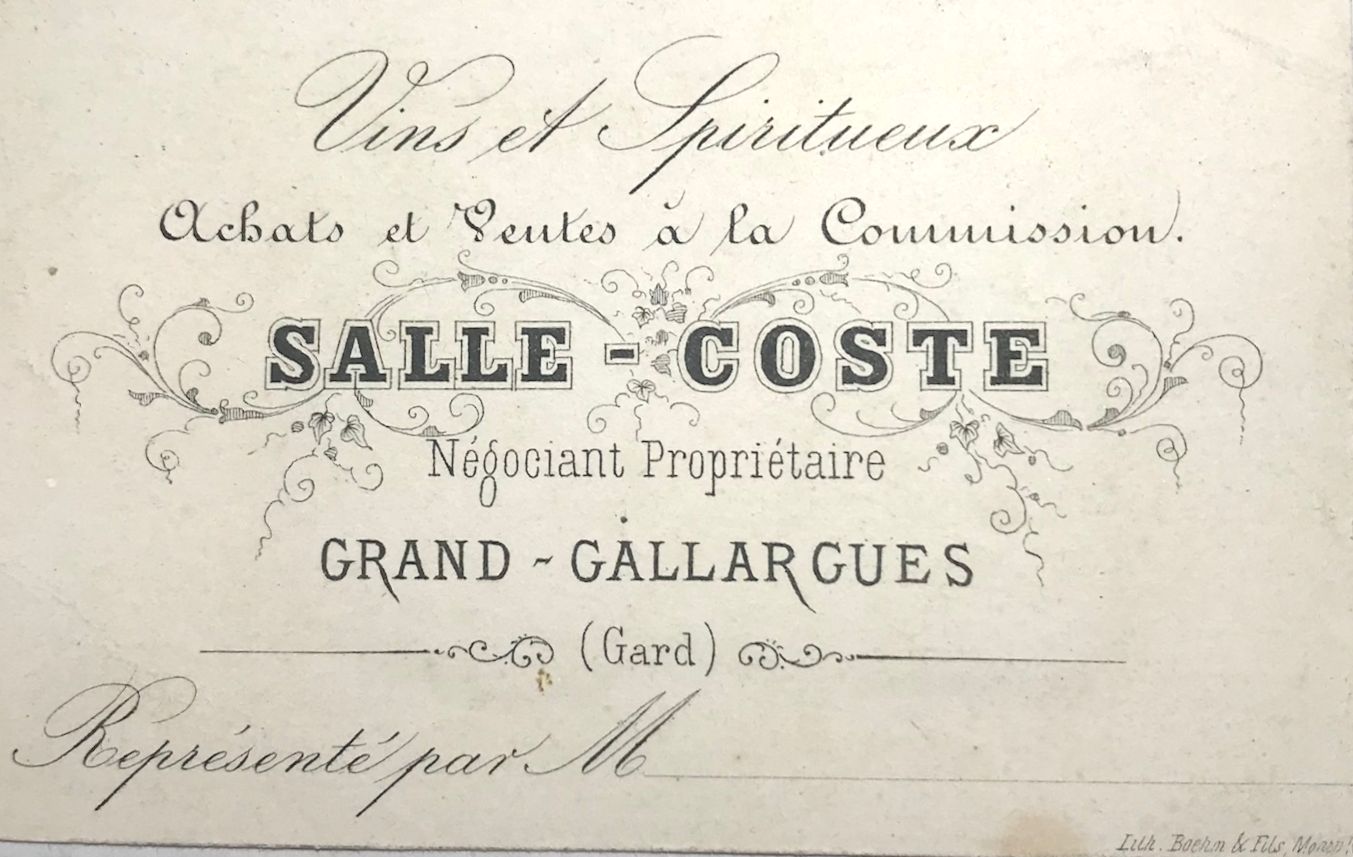 Vins et Spiritueux
Achats et Ventes à la Commission.
SALLE - COSTE
Négociant Propriétaire
GRAND - GALLARGUES
(Gard)
Représenté par M
Lith. Boehm & Fils,